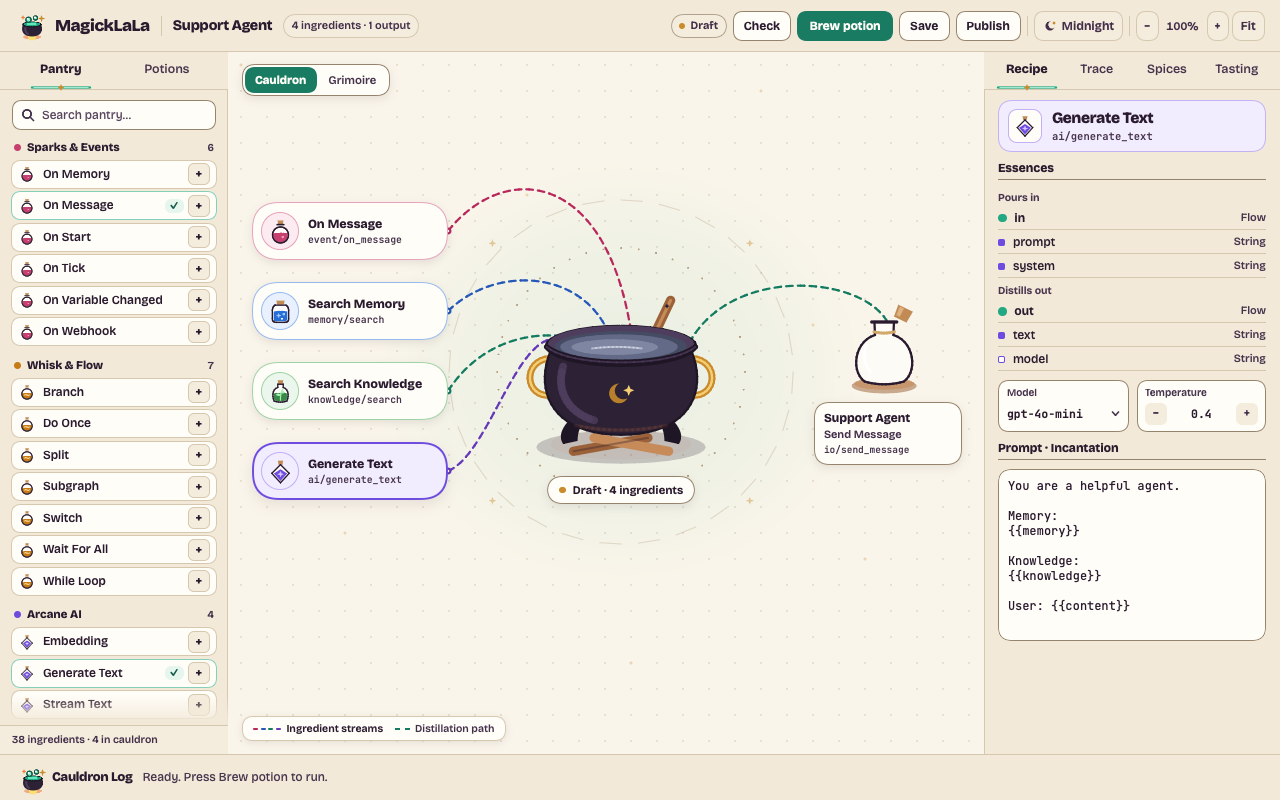 MagickLaLa
Support Agent
4 ingredients · 1 output
Draft
Check
Brew potion
Save
Publish
Midnight
−
100%
+
Fit
Pantry
Potions
Search pantry...
Sparks & Events 6
On Memory +
On Message +
On Start +
On Tick +
On Variable Changed +
On Webhook +
Whisk & Flow 7
Branch +
Do Once +
Split +
Subgraph +
Switch +
Wait For All +
While Loop +
Arcane AI 4
Embedding +
Generate Text +
Stream Text +
38 ingredients · 4 in cauldron
Cauldron
Grimoire
On Message
event/on_message
Search Memory
memory/search
Search Knowledge
knowledge/search
Generate Text
ai/generate_text
Draft · 4 ingredients
Support Agent
Send Message
io/send_message
Ingredient streams
Distillation path
Recipe
Trace
Spices
Tasting
Generate Text
ai/generate_text
Essences
Pours in
in Flow
prompt String
system String
Distills out
out Flow
text String
model String
Model
gpt-4o-mini
Temperature
− 0.4 +
Prompt · Incantation
You are a helpful agent.
Memory:
{{memory}}
Knowledge:
{{knowledge}}
User: {{content}}
Cauldron Log
Ready. Press Brew potion to run.